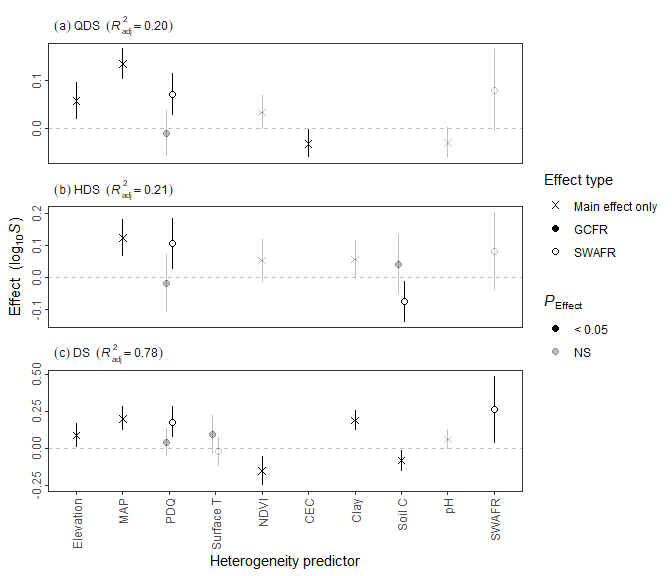 (a) QDS (R²adj = 0.20)
0.1
0.0
(b) HDS (R²adj = 0.21)
0.2
0.1
0.0
-0.1
(c) DS (R²adj = 0.78)
0.50
0.25
0.00
-0.25
Effect (log₁₀S)
Elevation
MAP
PDQ
Surface T
NDVI
CEC
Clay
Soil C
pH
SWAFR
Heterogeneity predictor
Effect type
Main effect only
GCFR
SWAFR
P Effect
< 0.05
NS